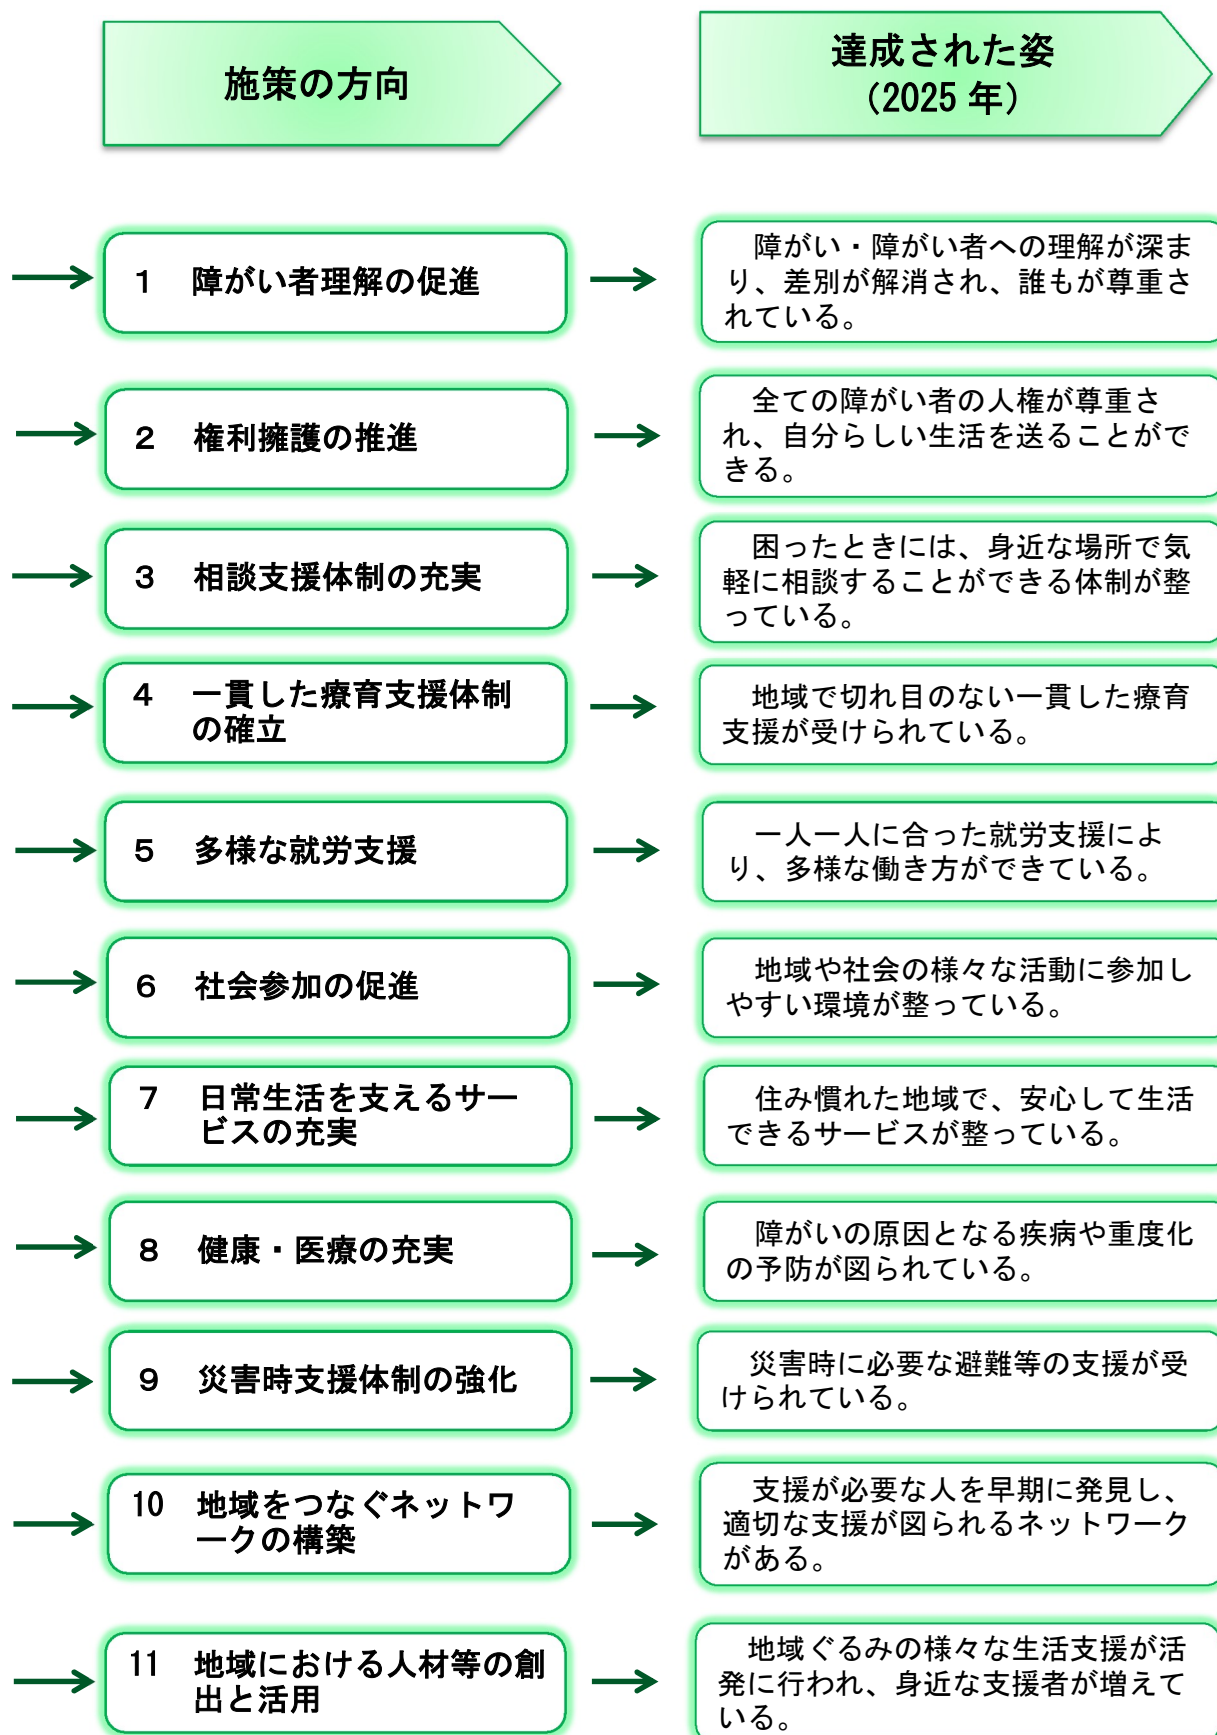 施策の方向
達成された姿
（2025 年）
1 障がい者理解の促進
障がい・障がい者への理解が深ま
り、差別が解消され、誰もが尊重さ
れている。
2 権利擁護の推進
全ての障がい者の人権が尊重さ
れ、自分らしい生活を送ることがで
きる。
3 相談支援体制の充実
困ったときには、身近な場所で気
軽に相談することができる体制が整
っている。
4 一貫した療育支援体制
の確立
地域で切れ目のない一貫した療育
支援が受けられている。
5 多様な就労支援
一人一人に合った就労支援によ
り、多様な働き方ができている。
6 社会参加の促進
地域や社会の様々な活動に参加し
やすい環境が整っている。
7 日常生活を支えるサー
ビスの充実
住み慣れた地域で、安心して生活
できるサービスが整っている。
8 健康・医療の充実
障がいの原因となる疾病や重度化
の予防が図られている。
9 災害時支援体制の強化
災害時に必要な避難等の支援が受
けられている。
10 地域をつなぐネットワ
ークの構築
支援が必要な人を早期に発見し、
適切な支援が図られるネットワーク
がある。
11 地域における人材等の創
出と活用
地域ぐるみの様々な生活支援が活
発に行われ、身近な支援者が増えて
いる。